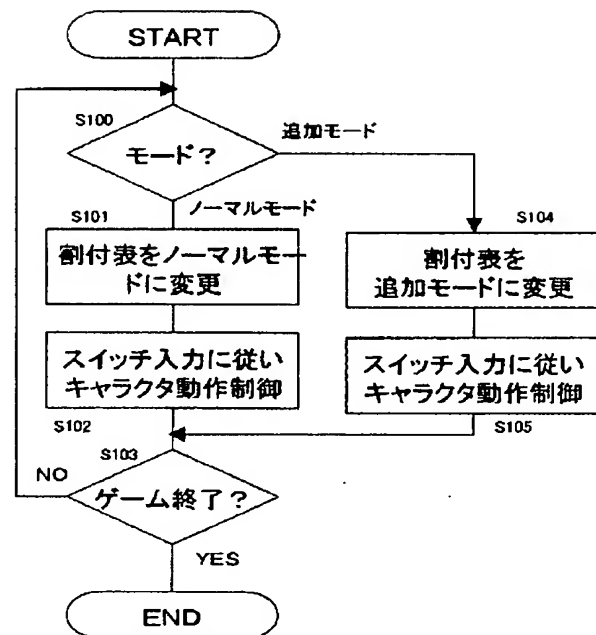 START
S100
モード？
追加モード
S101
ノーマルモード
割付表をノーマルモー
ドに変更
S104
割付表を
追加モードに変更
スイッチ入力に従い
キャラクタ動作制御
S102
スイッチ入力に従い
キャラクタ動作制御
S105
S103
NO
ゲーム終了？
YES
END